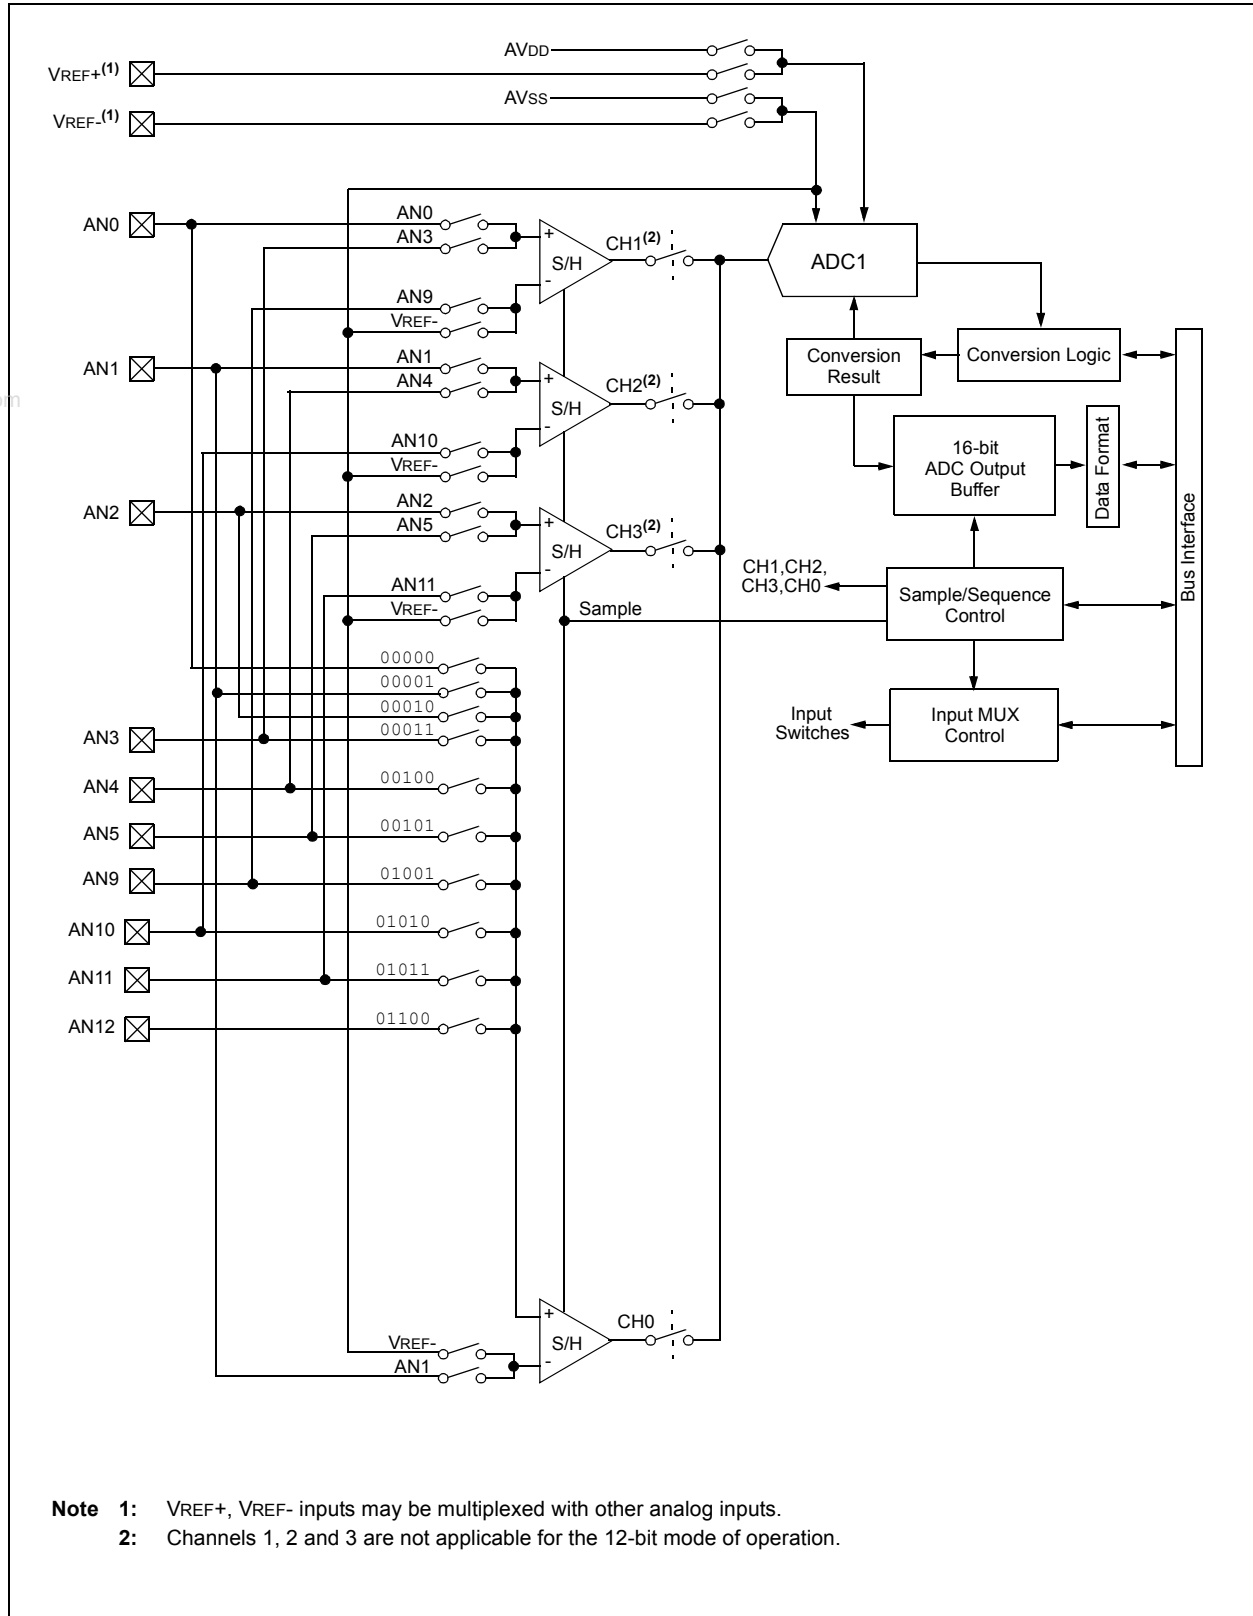 AVDD
VREF+(1)
AVSS
VREF-(1)
AN0
AN0
AN3
+
S/H
-
CH1(2)
ADC1
AN9
VREF-
AN1
AN1
AN4
+
S/H
-
CH2(2)
Conversion
Result
Conversion Logic
om
AN10
VREF-
16-bit
ADC Output
Buffer
Data Format
Bus Interface
AN2
AN2
AN5
+
S/H
-
CH3(2)
AN11
VREF-
CH1,CH2,
CH3,CH0
Sample/Sequence
Control
Sample
00000
00001
00010
00011
AN3
Input
Switches
Input MUX
Control
AN4
00100
AN5
00101
AN9
01001
AN10
01010
AN11
01011
AN12
01100
+
S/H
-
CH0
VREF-
AN1
Note 1: VREF+, VREF- inputs may be multiplexed with other analog inputs.
2: Channels 1, 2 and 3 are not applicable for the 12-bit mode of operation.